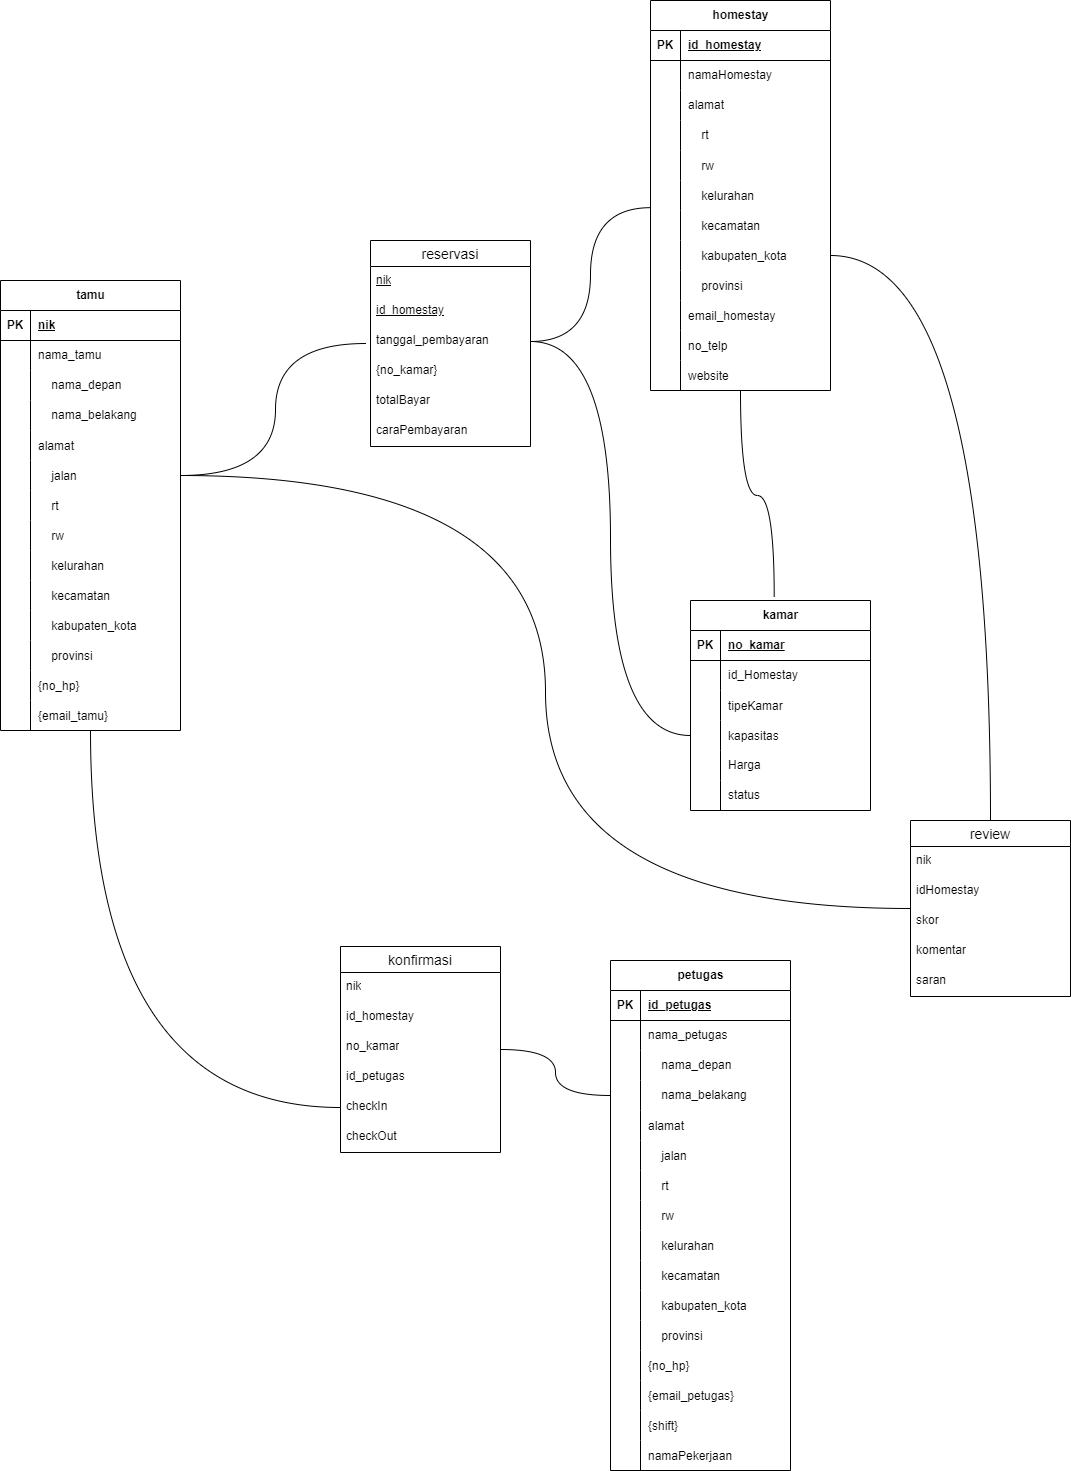 homestay
PK id_homestay
namaHomestay
alamat
rt
rw
kelurahan
kecamatan
kabupaten_kota
provinsi
email_homestay
no_telp
website
reservasi
nik
id_homestay
tanggal_pembayaran
{no_kamar}
totalBayar
caraPembayaran
tamu
PK nik
nama_tamu
nama_depan
nama_belakang
alamat
jalan
rt
rw
kelurahan
kecamatan
kabupaten_kota
provinsi
{no_hp}
{email_tamu}
kamar
PK no_kamar
id_Homestay
tipeKamar
kapasitas
Harga
status
review
nik
idHomestay
skor
komentar
saran
konfirmasi
nik
id_homestay
no_kamar
id_petugas
checkIn
checkOut
petugas
PK id_petugas
nama_petugas
nama_depan
nama_belakang
alamat
jalan
rt
rw
kelurahan
kecamatan
kabupaten_kota
provinsi
{no_hp}
{email_petugas}
{shift}
namaPekerjaan